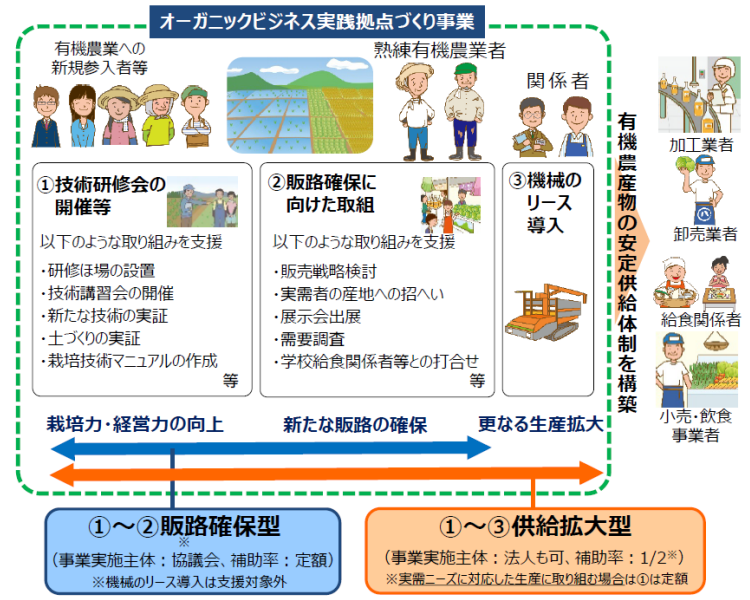 オーガニックビジネス実践拠点づくり事業
有機農業への
新規参入者等
熟練有機農業者
関係者
①技術研修会の
開催等
以下のような取り組みを支援
・研修ほ場の設置
・技術講習会の開催
・新たな技術の実証
・土づくりの実証
・栽培技術マニュアルの作成
等
②販路確保に
向けた取組
以下のような取り組みを支援
・販売戦略検討
・実需者の産地への招へい
・展示会出展
・需要調査
・学校給食関係者等との打合せ
等
③機械の
リース
導入
有機農産物の安定供給体制を構築
加工業者
卸売業者
給食関係者
小売・飲食
事業者
栽培力・経営力の向上
新たな販路の確保
更なる生産拡大
①～②販路確保型
※
(事業実施主体：協議会、補助率：定額)
※機械のリース導入は支援対象外
①～③供給拡大型
(事業実施主体：法人も可、補助率：1/2※)
※実需ニーズに対応した生産に取り組む場合は①は定額